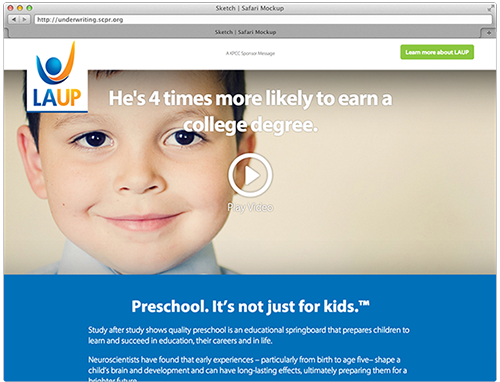 Sketch | Safari Mockup
http://underwriting.scpr.org
Sketch | Safari Mockup
LAUP
A KPCC Sponsor Message
Learn more about LAUP
He's 4 times more likely to earn a
college degree.
Play Video
Preschool. It's not just for kids.™
Study after study shows quality preschool is an educational springboard that prepares children to
learn and succeed in education, their careers and in life.
Neuroscientists have found that early experiences – particularly from birth to age five– shape a
child's brain and development and can have long-lasting effects, ultimately preparing them for a
brighter future.